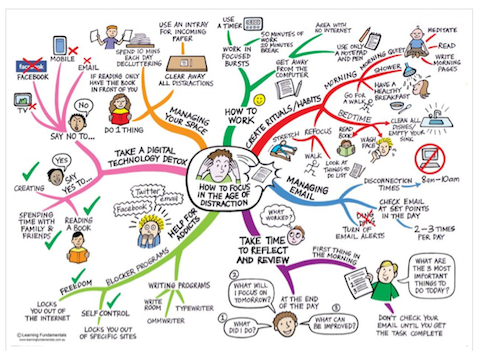 HOW TO FOCUS
IN THE AGE OF
DISTRACTION
HOW TO
WORK
USE A
TIMER
WORK IN
FOCUSED
BURSTS
50 MINUTES OF
WORK
BREAK
GET AWAY
FROM THE
COMPUTER
AREA WITH
NO INTERNET
USE ONLY A
NOTEPAD
AND PEN
CREATE RITUALS/HABITS
MORNING
MORNING QUIET
MEDITATE
READ
WRITE
MORNING
PAGES
SHOWER
GO FOR A
WALK
HAVE A
HEALTHY
BREAKFAST
BEDTIME
CLEAN ALL
DISHES/
EMPTY YOUR
SINK
READ
BOOK
WASH
FACE
REFOCUS
STRETCH
WALK
LOOK AT
THINGS
TO DO LIST
MANAGING
EMAIL
DISCONNECTION
TIMES
8am-10am
CHECK EMAIL
AT SET POINTS
IN THE DAY
2-3 TIMES
PER DAY
TURN OF
EMAIL ALERTS
TAKE TIME
TO REFLECT
AND REVIEW
WHAT
WORKED?
FIRST THING IN
THE MORNING
WHAT ARE
THE 3 MOST
IMPORTANT
THINGS TO
DO TODAY?
DON'T CHECK
YOUR EMAIL
UNTIL YOU GET
THE TASK COMPLETE
AT THE END
OF THE DAY
1
WHAT
DID I DO?
2
WHAT WILL I
FOCUS ON
TOMORROW?
3
WHAT CAN BE
IMPROVED?
HELP FOR
ADDICTS
Twitter
email
Facebook
BLOCKER PROGRAMS
FREEDOM
LOCKS YOU OUT
OF THE INTERNET
SELF CONTROL
LOCKS YOU OUT
OF SPECIFIC SITES
WRITING PROGRAMS
WRITE
ROOM
OMMWRITER
TYPEWRITER
TAKE A DIGITAL
TECHNOLOGY DETOX
SAY YES TO...
YES
CREATING
SPENDING TIME
WITH FAMILY &
FRIENDS
READING
A BOOK
SAY NO TO...
NO
TV
FACEBOOK
facebook
MOBILE
EMAIL
MANAGING
YOUR SPACE
DO 1 THING
IF READING ONLY
HAVE THE BOOK
IN FRONT OF YOU
SPEND 10 MINS
EACH DAY
DECLUTTERING
CLEAR AWAY
ALL DISTRACTIONS
USE AN INTRAY
FOR INCOMING
PAPER
© Learning Fundamentals
www.learningfundamentals.com.au